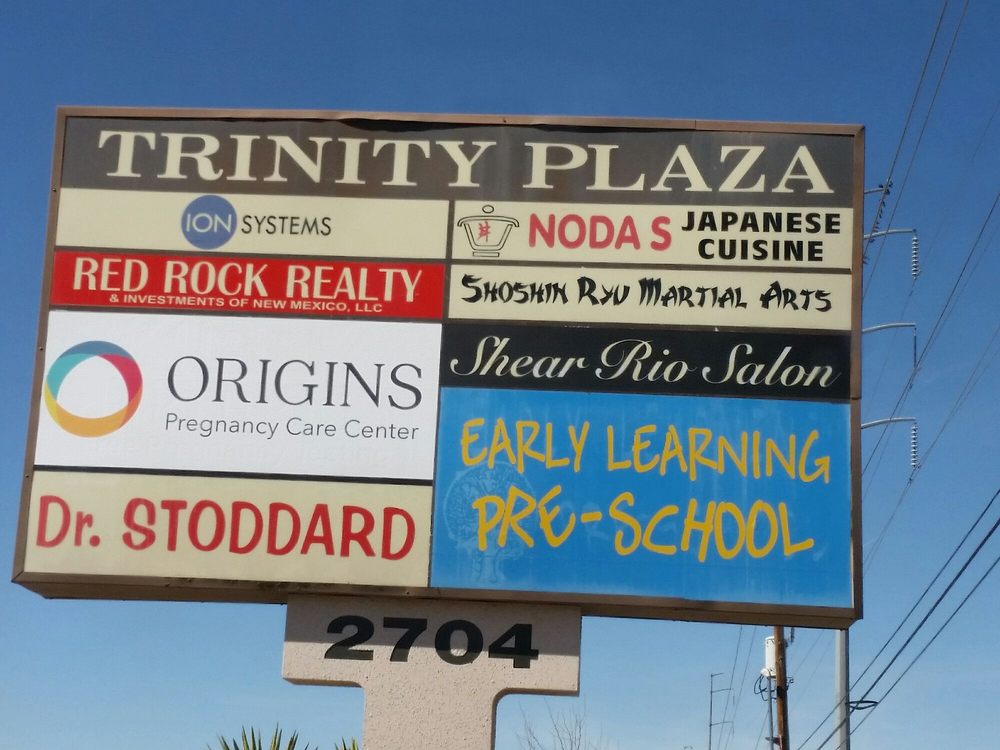 TRINITY PLAZA
ION SYSTEMS
RED ROCK REALTY
& INVESTMENTS OF NEW MEXICO, LLC
ORIGINS
Pregnancy Care Center
Dr. STODDARD
NODA S JAPANESE
CUISINE
SHOSHIN RYU MARTIAL ARTS
Shear Rio Salon
EARLY LEARNING
PRE-SCHOOL
2704